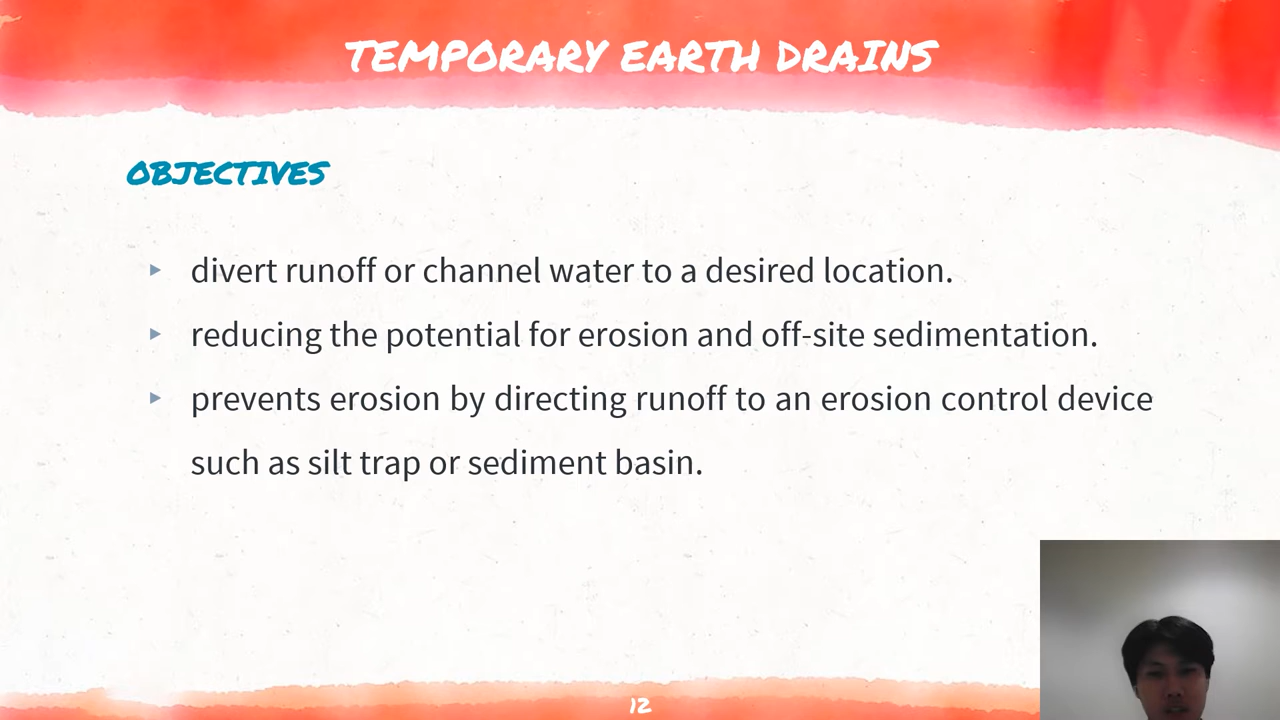 TEMPORARY EARTH DRAINS
OBJECTIVES
▸ divert runoff or channel water to a desired location.
▸ reducing the potential for erosion and off-site sedimentation.
▸ prevents erosion by directing runoff to an erosion control device
such as silt trap or sediment basin.
12